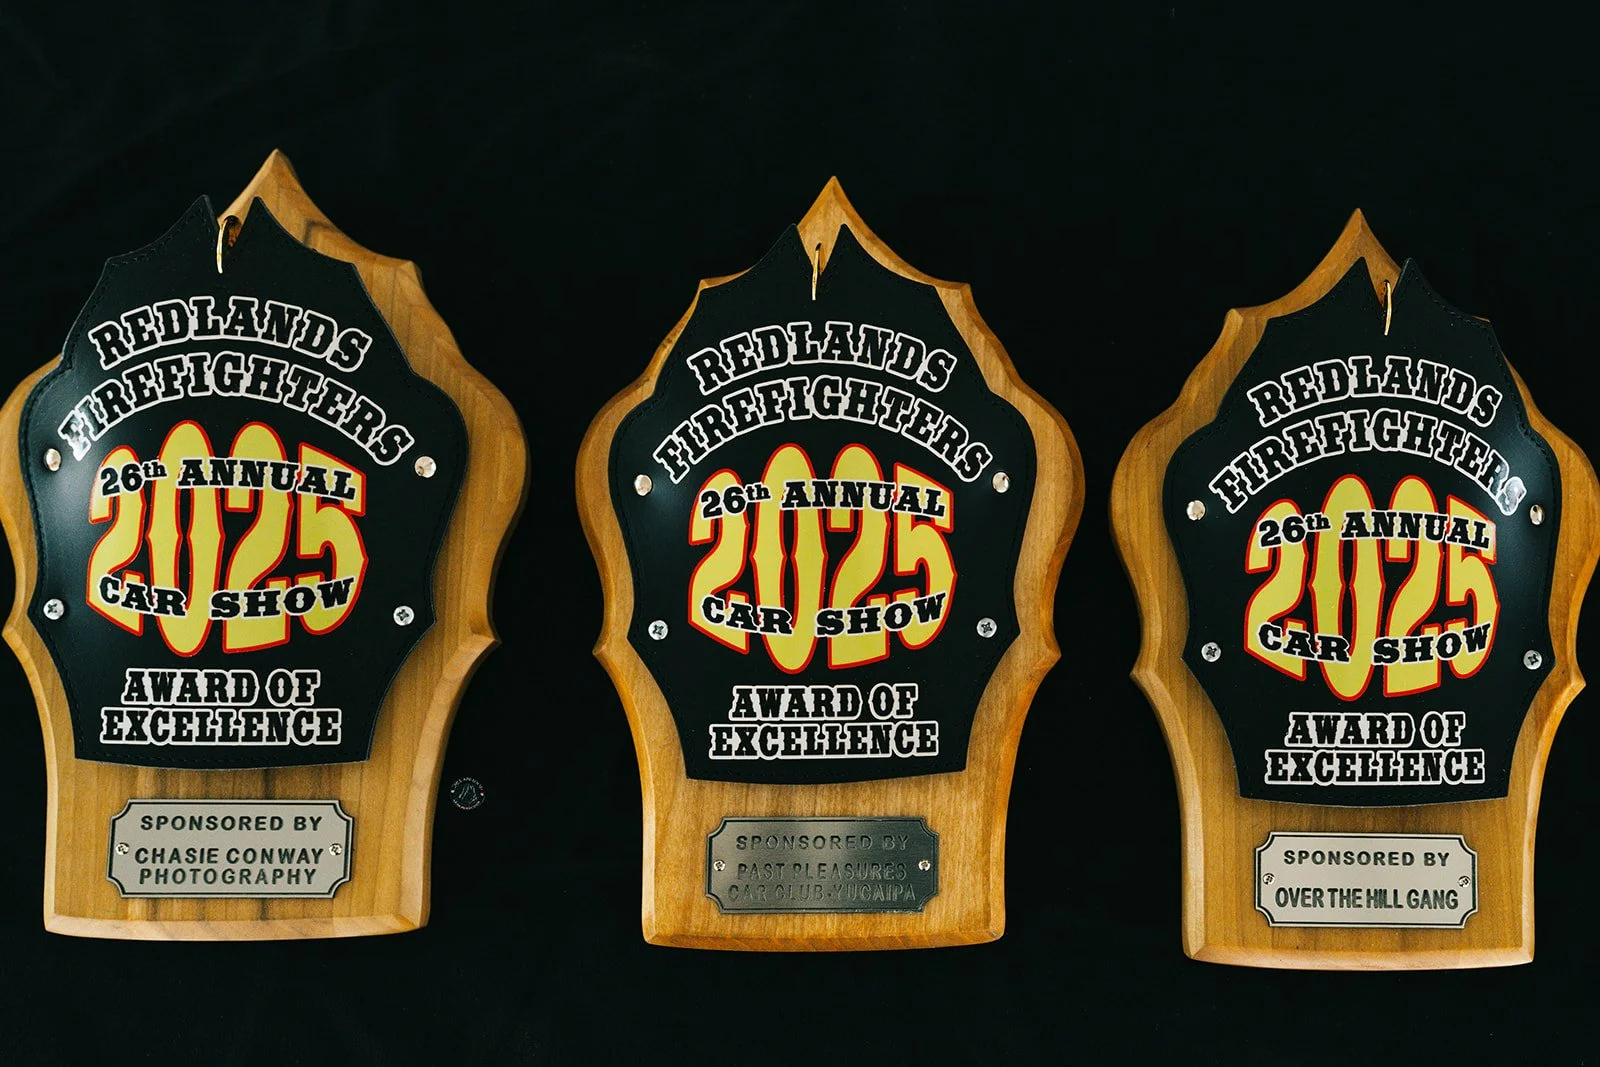 REDLANDS
FIREFIGHTERS
2025
26th ANNUAL
CAR SHOW
AWARD OF
EXCELLENCE
SPONSORED BY
CHASIE CONWAY
PHOTOGRAPHY
REDLANDS
FIREFIGHTERS
2025
26th ANNUAL
CAR SHOW
AWARD OF
EXCELLENCE
SPONSORED BY
PAST PLEASURES
CAR CLUB-YUCAIPA
REDLANDS
FIREFIGHTERS
2025
26th ANNUAL
CAR SHOW
AWARD OF
EXCELLENCE
SPONSORED BY
OVER THE HILL GANG